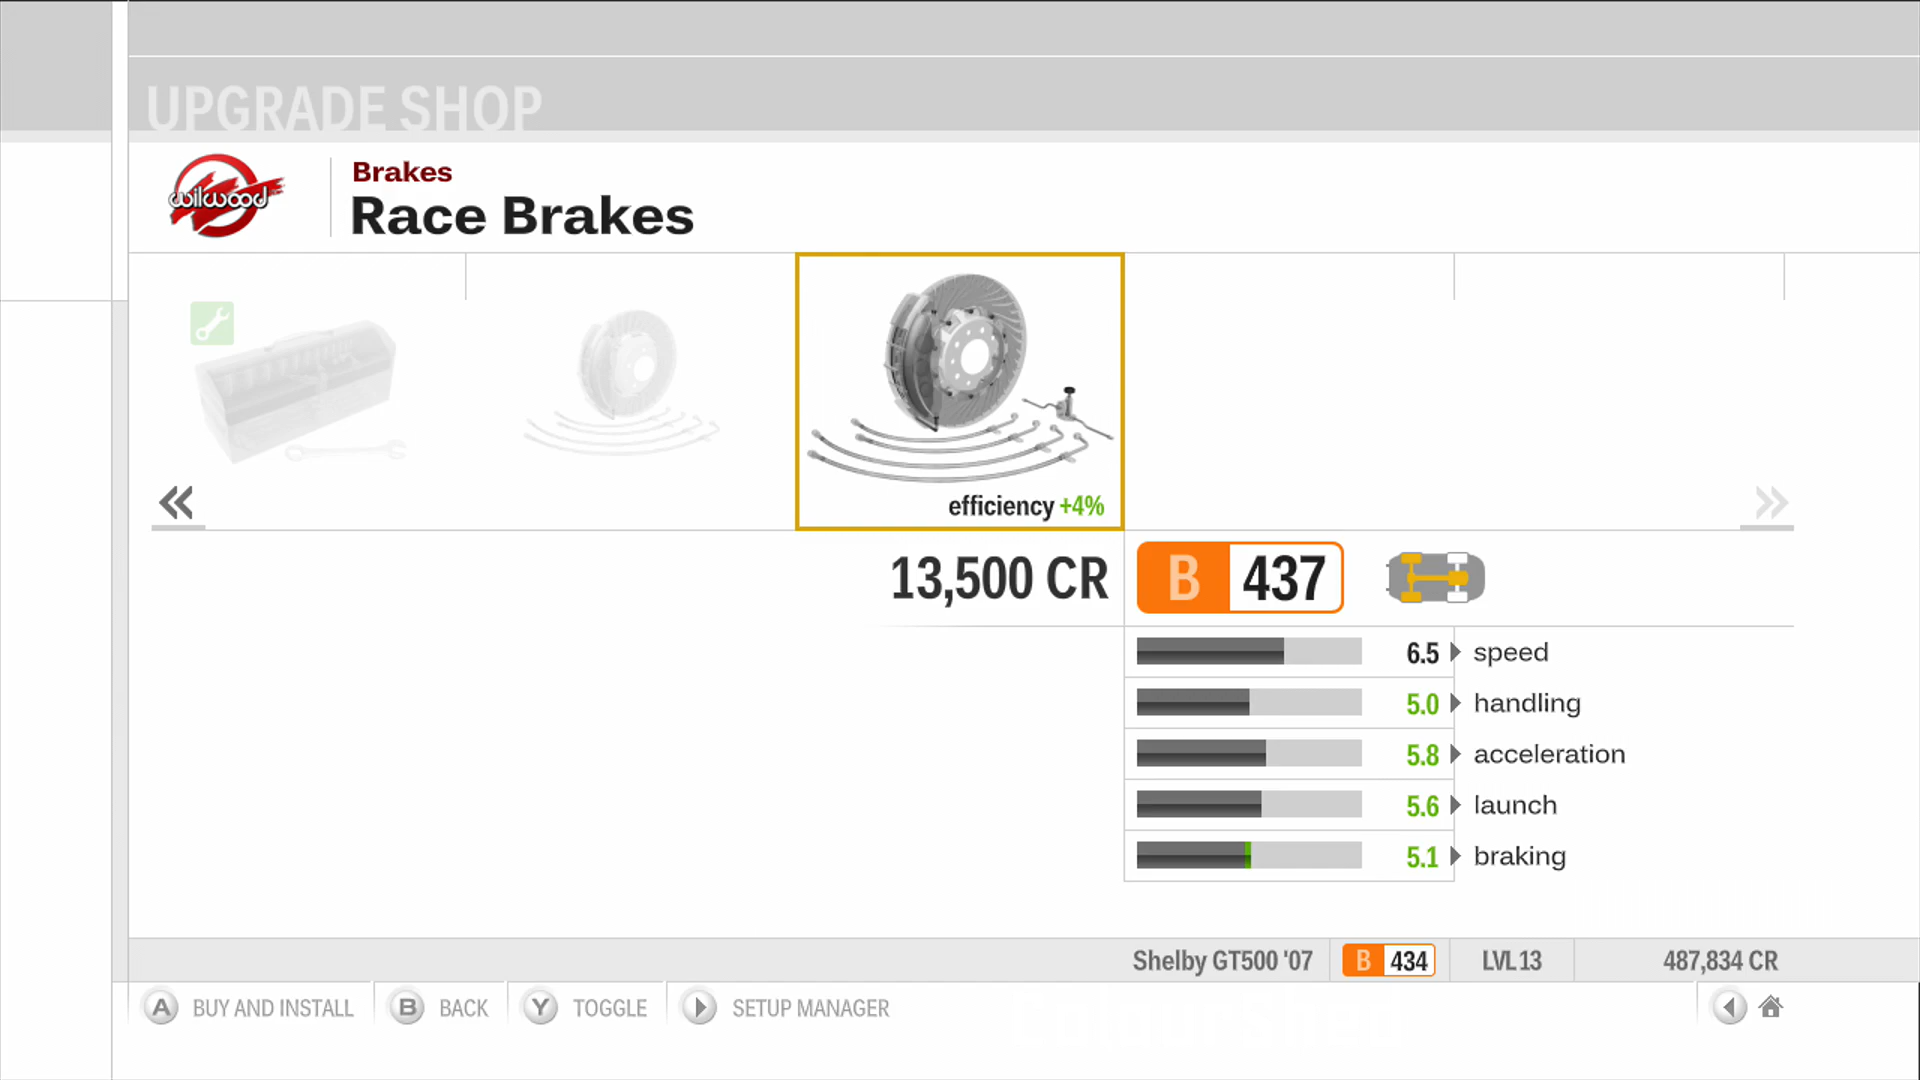 UPGRADE SHOP
wilwood
Brakes
Race Brakes
efficiency +4%
13,500 CR
B 437
6.5 speed
5.0 handling
5.8 acceleration
5.6 launch
5.1 braking
Shelby GT500 '07 B 434 LVL 13 487,834 CR
A BUY AND INSTALL B BACK Y TOGGLE SETUP MANAGER